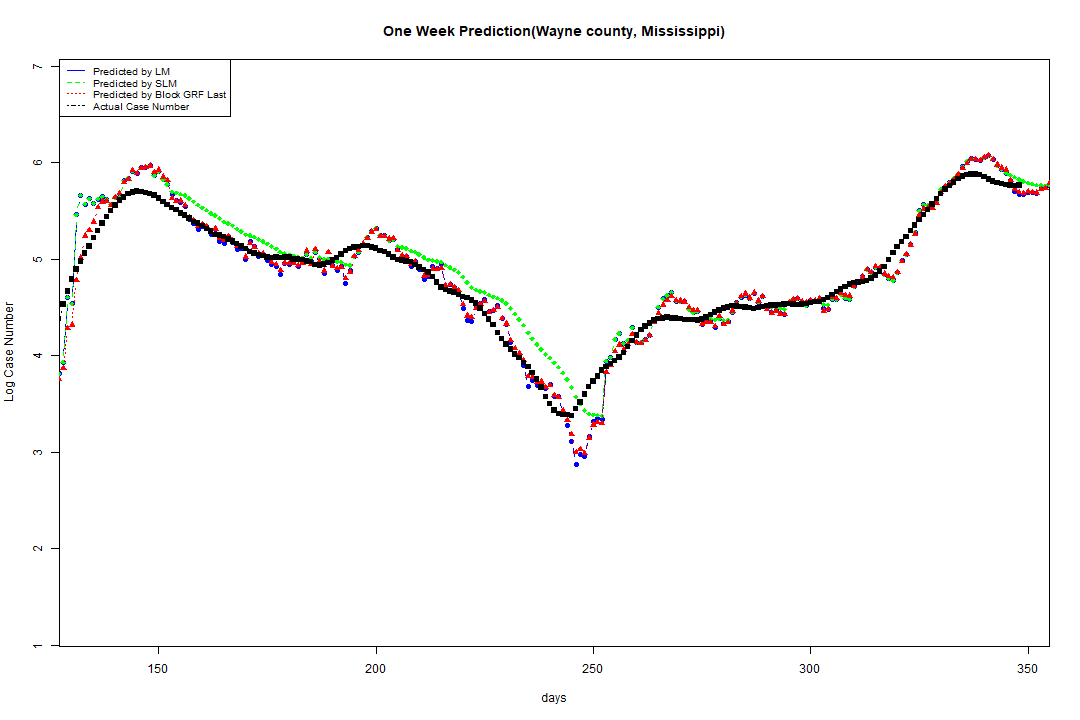 One Week Prediction(Wayne county, Mississippi)
Predicted by LM
Predicted by SLM
Predicted by Block GRF Last
Actual Case Number
7
6
5
4
3
2
1
Log Case Number
150
200
250
300
350
days